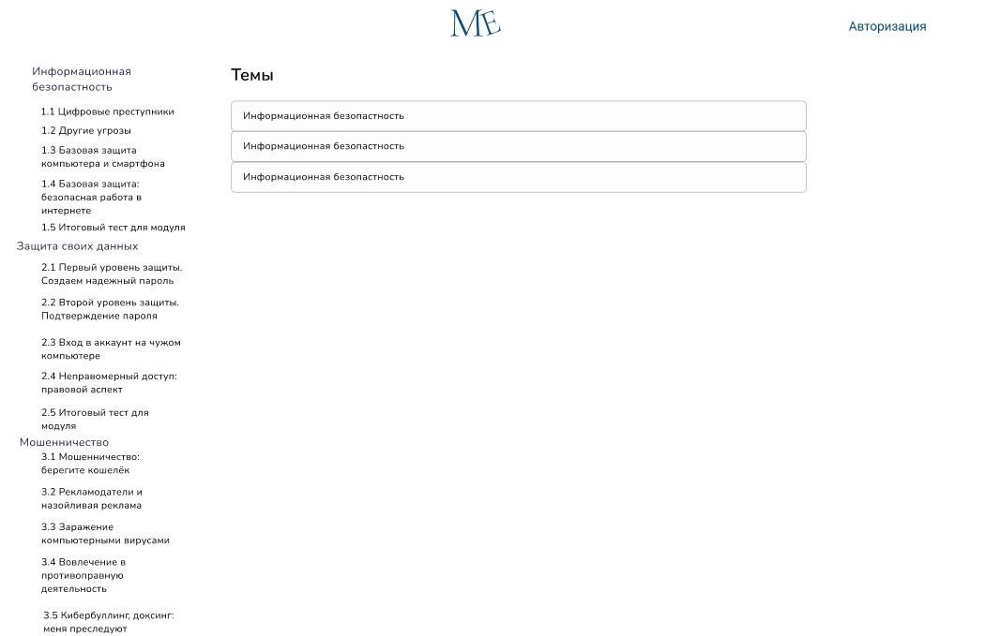 ME
Авторизация
Информационная
безопастность
1.1 Цифровые преступники
1.2 Другие угрозы
1.3 Базовая защита
компьютера и смартфона
1.4 Базовая защита:
безопасная работа в
интернете
1.5 Итоговый тест для модуля
Защита своих данных
2.1 Первый уровень защиты.
Создаем надежный пароль
2.2 Второй уровень защиты.
Подтверждение пароля
2.3 Вход в аккаунт на чужом
компьютере
2.4 Неправомерный доступ:
правовой аспект
2.5 Итоговый тест для
модуля
Мошенничество
3.1 Мошенничество:
берегите кошелёк
3.2 Рекламодатели и
назойливая реклама
3.3 Заражение
компьютерными вирусами
3.4 Вовлечение в
противоправную
деятельность
3.5 Кибербуллинг, доксинг:
меня преследуют
Темы
Информационная безопастность
Информационная безопастность
Информационная безопастность